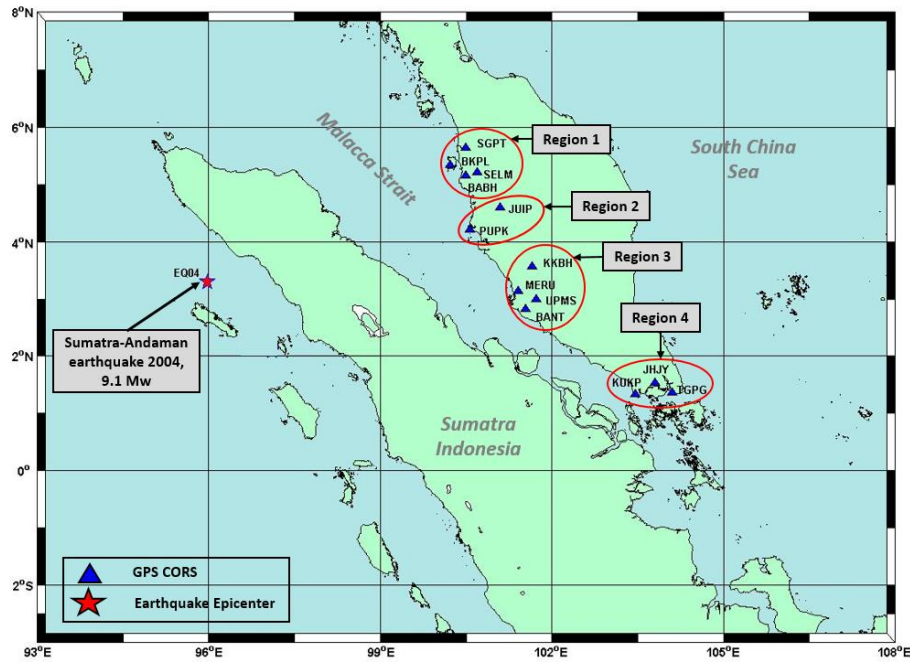 8°N
6°N
4°N
2°N
0°
2°S
93°E
96°E
99°E
102°E
105°E
108°E
Malacca Strait
South China
Sea
Region 1
SGPT
BKPL
SELM
BABH
Region 2
JUIP
PUPK
Region 3
KKBH
MERU
UPMS
BANT
Region 4
JHJY
KUKP
TGPG
EQ04
Sumatra-Andaman
earthquake 2004,
9.1 Mw
Sumatra
Indonesia
GPS CORS
Earthquake Epicenter